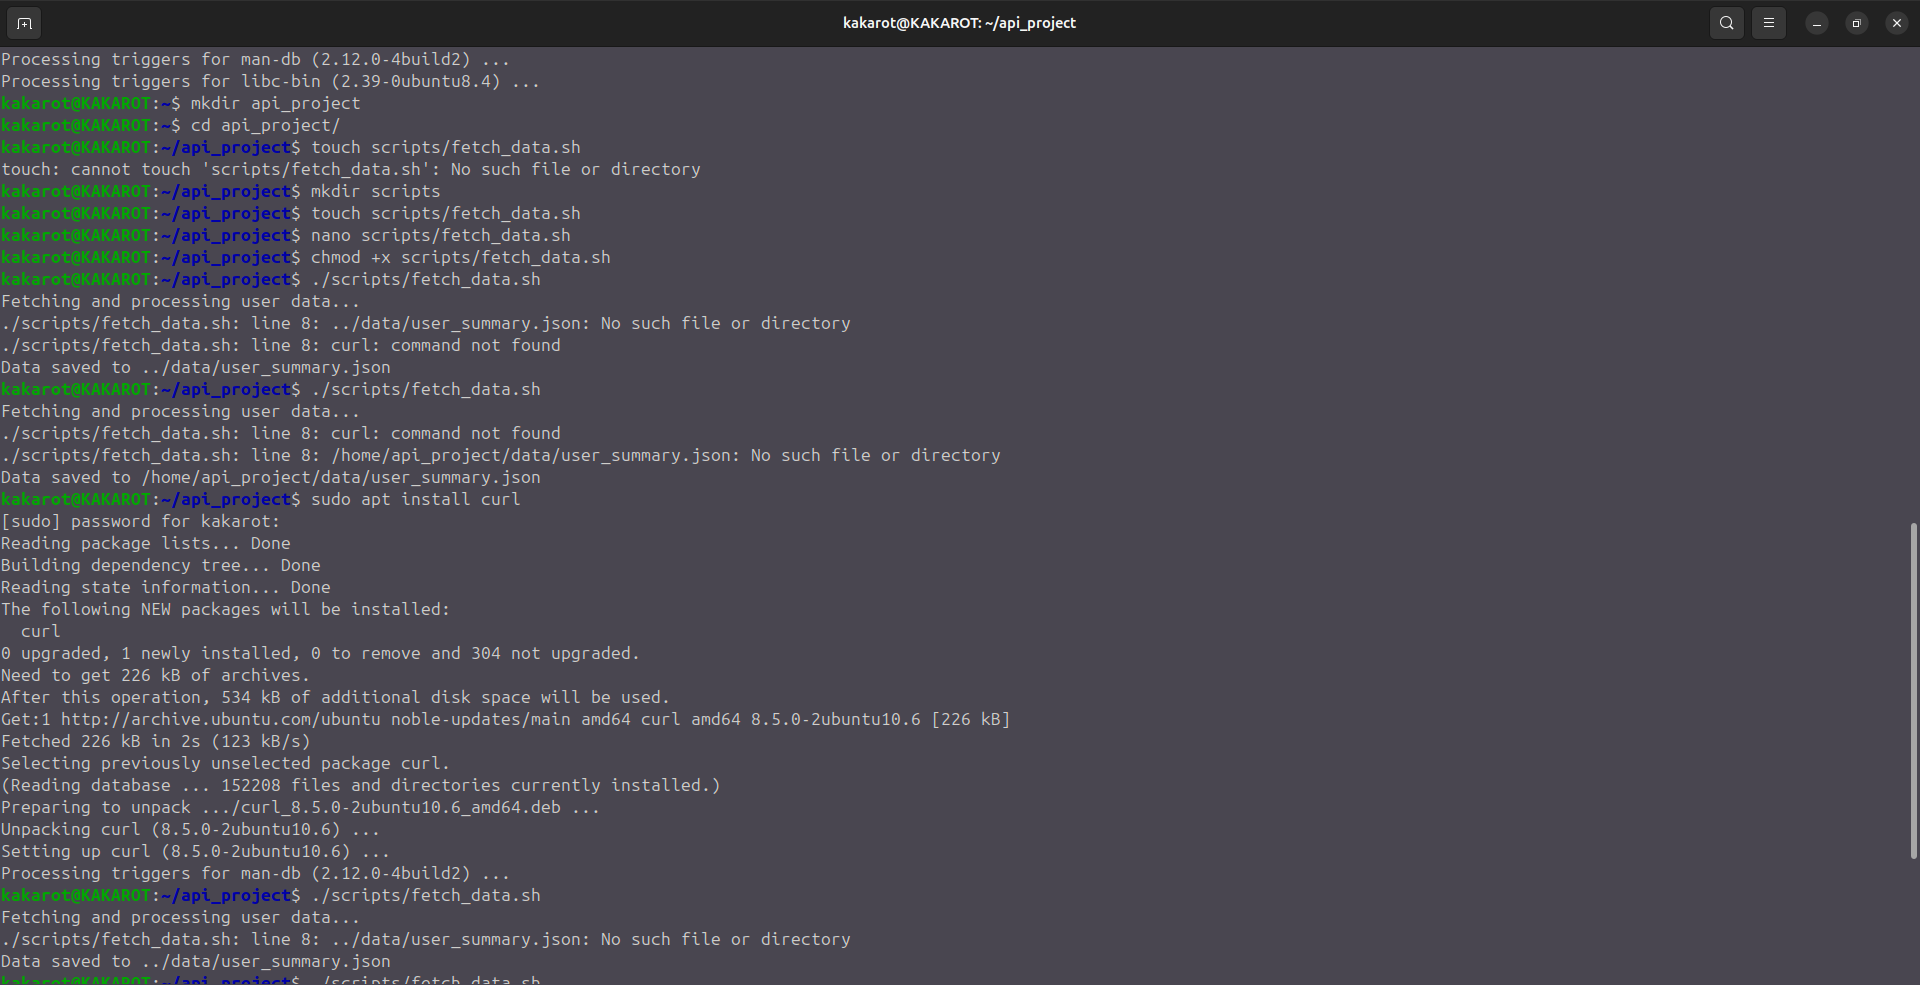 kakarot@KAKAROT: ~/api_project
Processing triggers for man-db (2.12.0-4build2) ...
Processing triggers for libc-bin (2.39-0ubuntu8.4) ...
kakarot@KAKAROT:~$ mkdir api_project
kakarot@KAKAROT:~$ cd api_project/
kakarot@KAKAROT:~/api_project$ touch scripts/fetch_data.sh
touch: cannot touch 'scripts/fetch_data.sh': No such file or directory
kakarot@KAKAROT:~/api_project$ mkdir scripts
kakarot@KAKAROT:~/api_project$ touch scripts/fetch_data.sh
kakarot@KAKAROT:~/api_project$ nano scripts/fetch_data.sh
kakarot@KAKAROT:~/api_project$ chmod +x scripts/fetch_data.sh
kakarot@KAKAROT:~/api_project$ ./scripts/fetch_data.sh
Fetching and processing user data...
./scripts/fetch_data.sh: line 8: ../data/user_summary.json: No such file or directory
./scripts/fetch_data.sh: line 8: curl: command not found
Data saved to ../data/user_summary.json
kakarot@KAKAROT:~/api_project$ ./scripts/fetch_data.sh
Fetching and processing user data...
./scripts/fetch_data.sh: line 8: curl: command not found
./scripts/fetch_data.sh: line 8: /home/api_project/data/user_summary.json: No such file or directory
Data saved to /home/api_project/data/user_summary.json
kakarot@KAKAROT:~/api_project$ sudo apt install curl
[sudo] password for kakarot:
Reading package lists... Done
Building dependency tree... Done
Reading state information... Done
The following NEW packages will be installed:
  curl
0 upgraded, 1 newly installed, 0 to remove and 304 not upgraded.
Need to get 226 kB of archives.
After this operation, 534 kB of additional disk space will be used.
Get:1 http://archive.ubuntu.com/ubuntu noble-updates/main amd64 curl amd64 8.5.0-2ubuntu10.6 [226 kB]
Fetched 226 kB in 2s (123 kB/s)
Selecting previously unselected package curl.
(Reading database ... 152208 files and directories currently installed.)
Preparing to unpack .../curl_8.5.0-2ubuntu10.6_amd64.deb ...
Unpacking curl (8.5.0-2ubuntu10.6) ...
Setting up curl (8.5.0-2ubuntu10.6) ...
Processing triggers for man-db (2.12.0-4build2) ...
kakarot@KAKAROT:~/api_project$ ./scripts/fetch_data.sh
Fetching and processing user data...
./scripts/fetch_data.sh: line 8: ../data/user_summary.json: No such file or directory
Data saved to ../data/user_summary.json
kakarot@KAKAROT:~/api_project$ ./scripts/fetch_data.sh